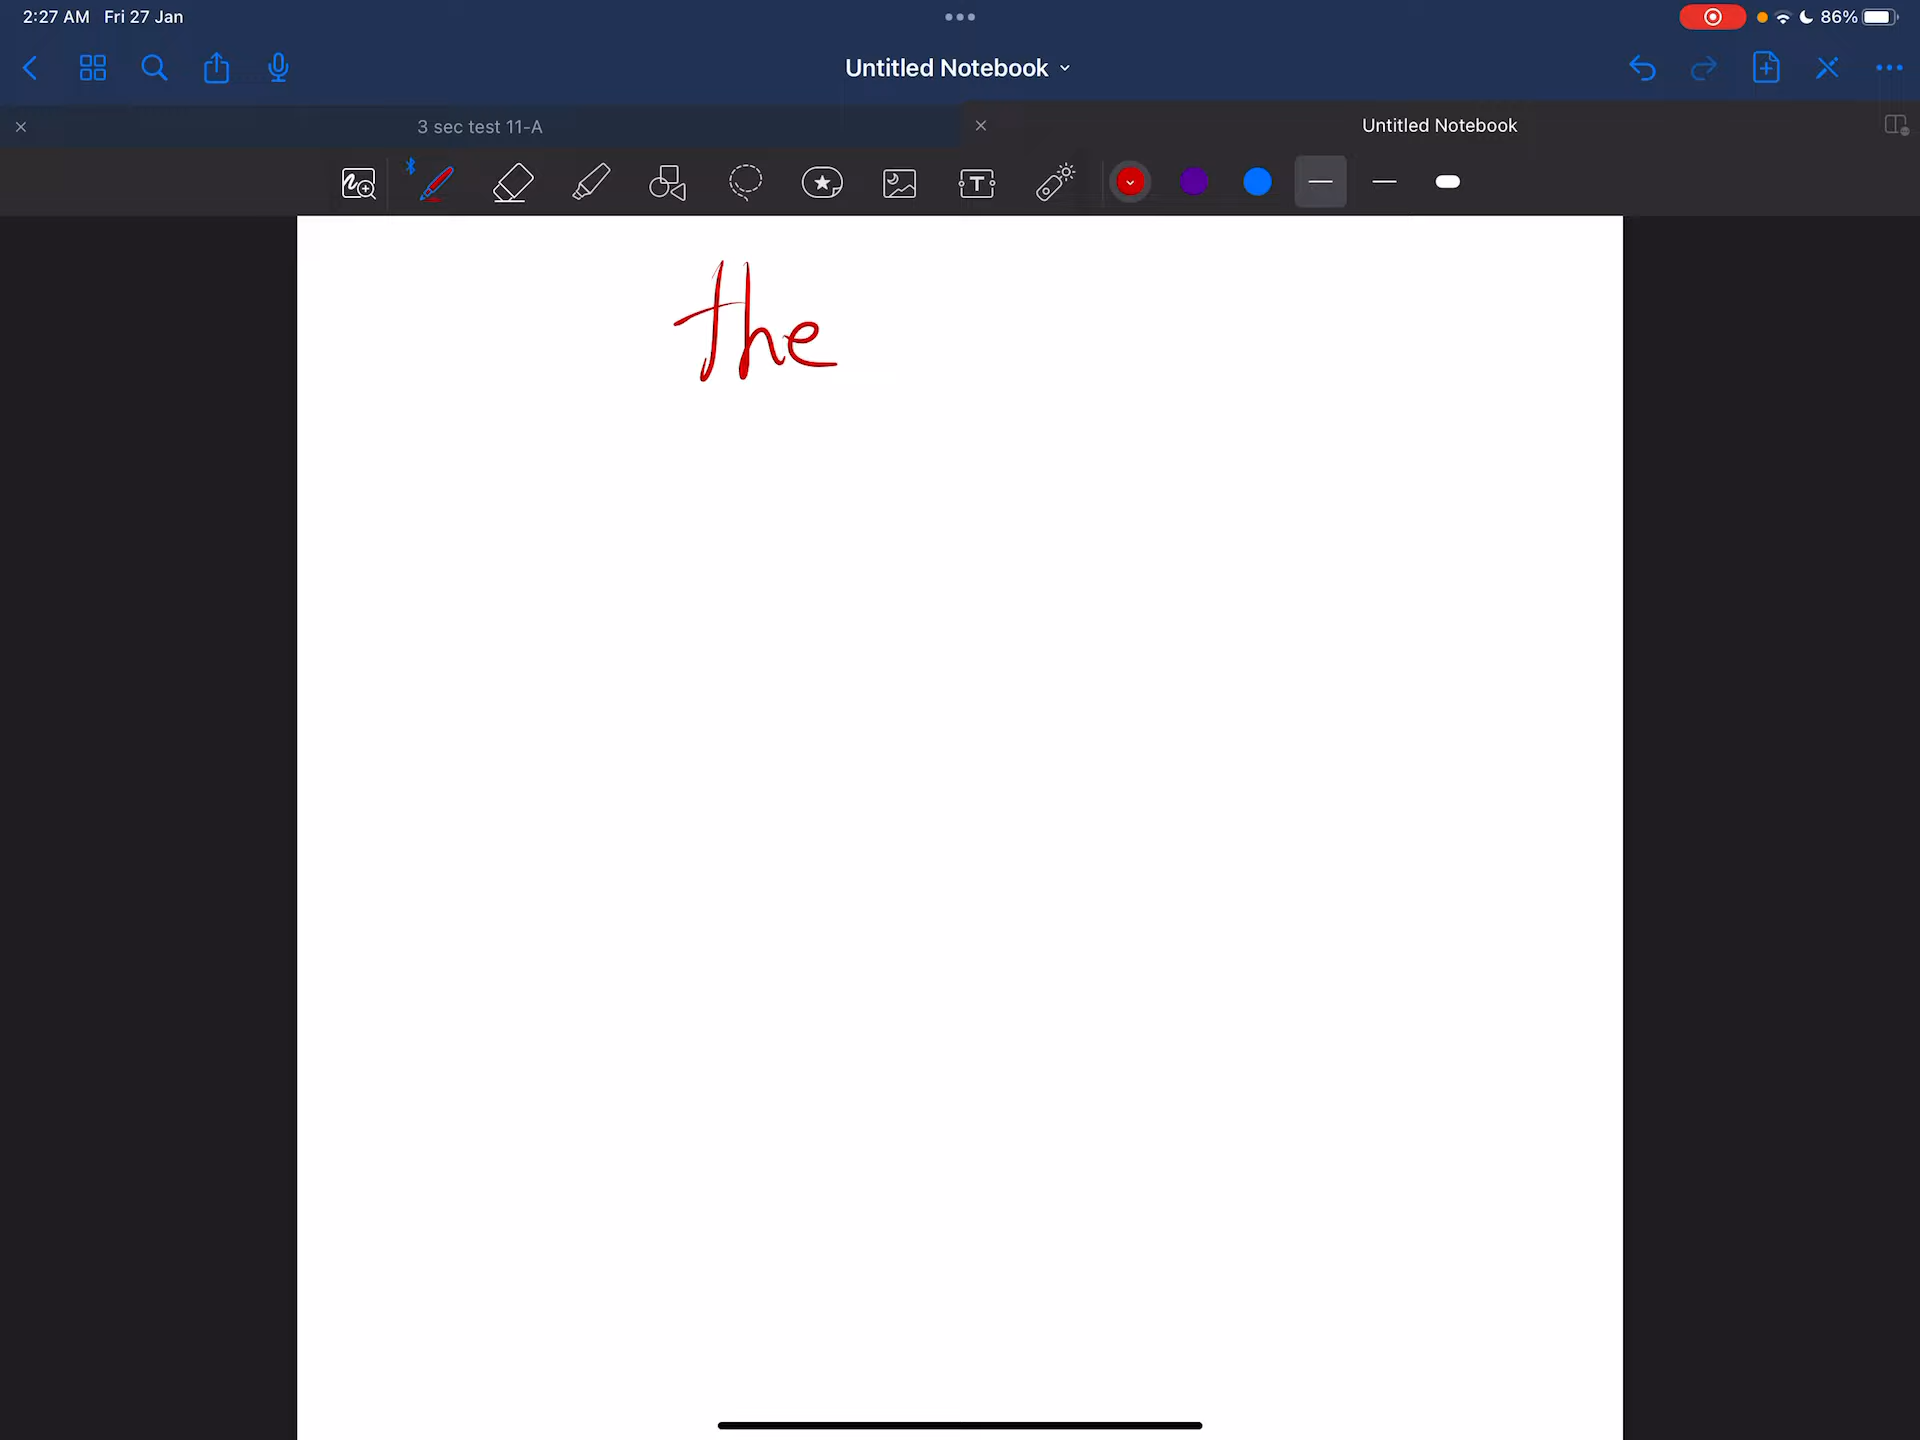 2:27 AM Fri 27 Jan 86%
Untitled Notebook
3 sec test 11-A Untitled Notebook
T
the